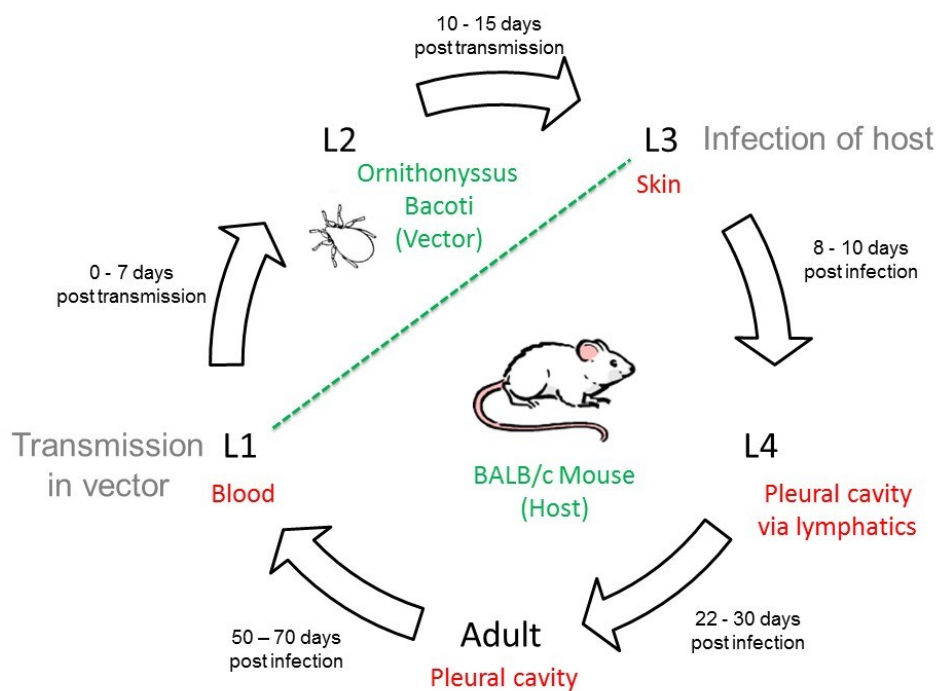 10 - 15 days
post transmission
L2
Ornithonyssus
Bacoti
(Vector)
L3
Infection of host
Skin
0 - 7 days
post transmission
8 - 10 days
post infection
Transmission
in vector
L1
Blood
BALB/c Mouse
(Host)
L4
Pleural cavity
via lymphatics
50 – 70 days
post infection
Adult
Pleural cavity
22 - 30 days
post infection